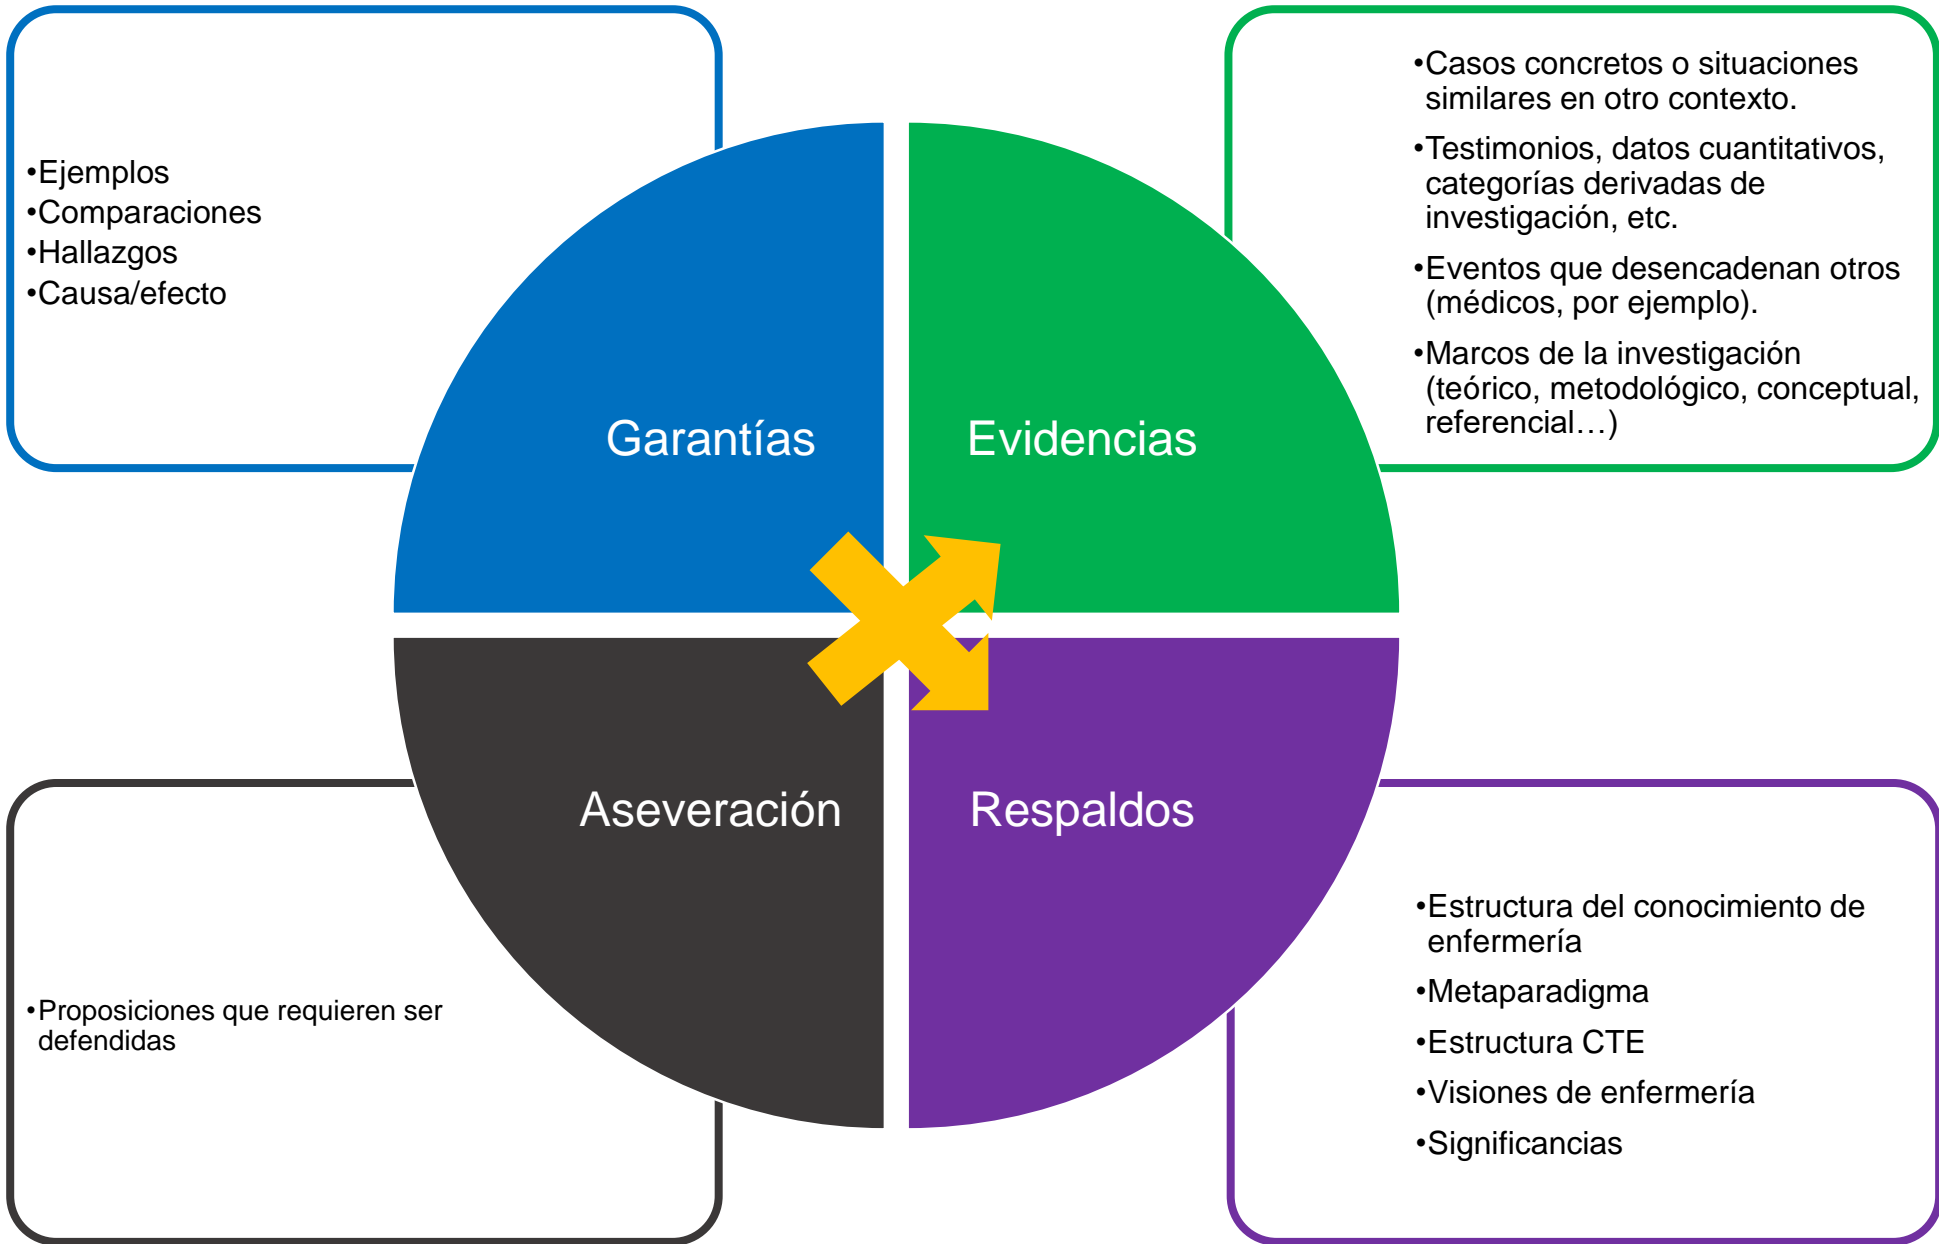 •Ejemplos
•Comparaciones
•Hallazgos
•Causa/efecto
•Casos concretos o situaciones
similares en otro contexto.
•Testimonios, datos cuantitativos,
categorías derivadas de
investigación, etc.
•Eventos que desencadenan otros
(médicos, por ejemplo).
•Marcos de la investigación
(teórico, metodológico, conceptual,
referencial…)
Garantías
Evidencias
Aseveración
Respaldos
•Proposiciones que requieren ser
defendidas
•Estructura del conocimiento de
enfermería
•Metaparadigma
•Estructura CTE
•Visiones de enfermería
•Significancias